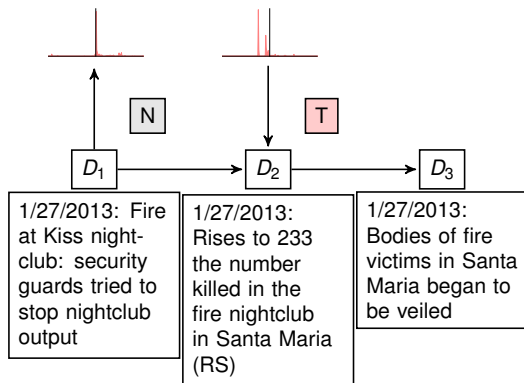 N
T
D1
D2
D3
1/27/2013: Fire
at Kiss night-
club: security
guards tried to
stop nightclub
output
1/27/2013:
Rises to 233
the number
killed in the
fire nightclub
in Santa Maria
(RS)
1/27/2013:
Bodies of fire
victims in Santa
Maria began to
be veiled